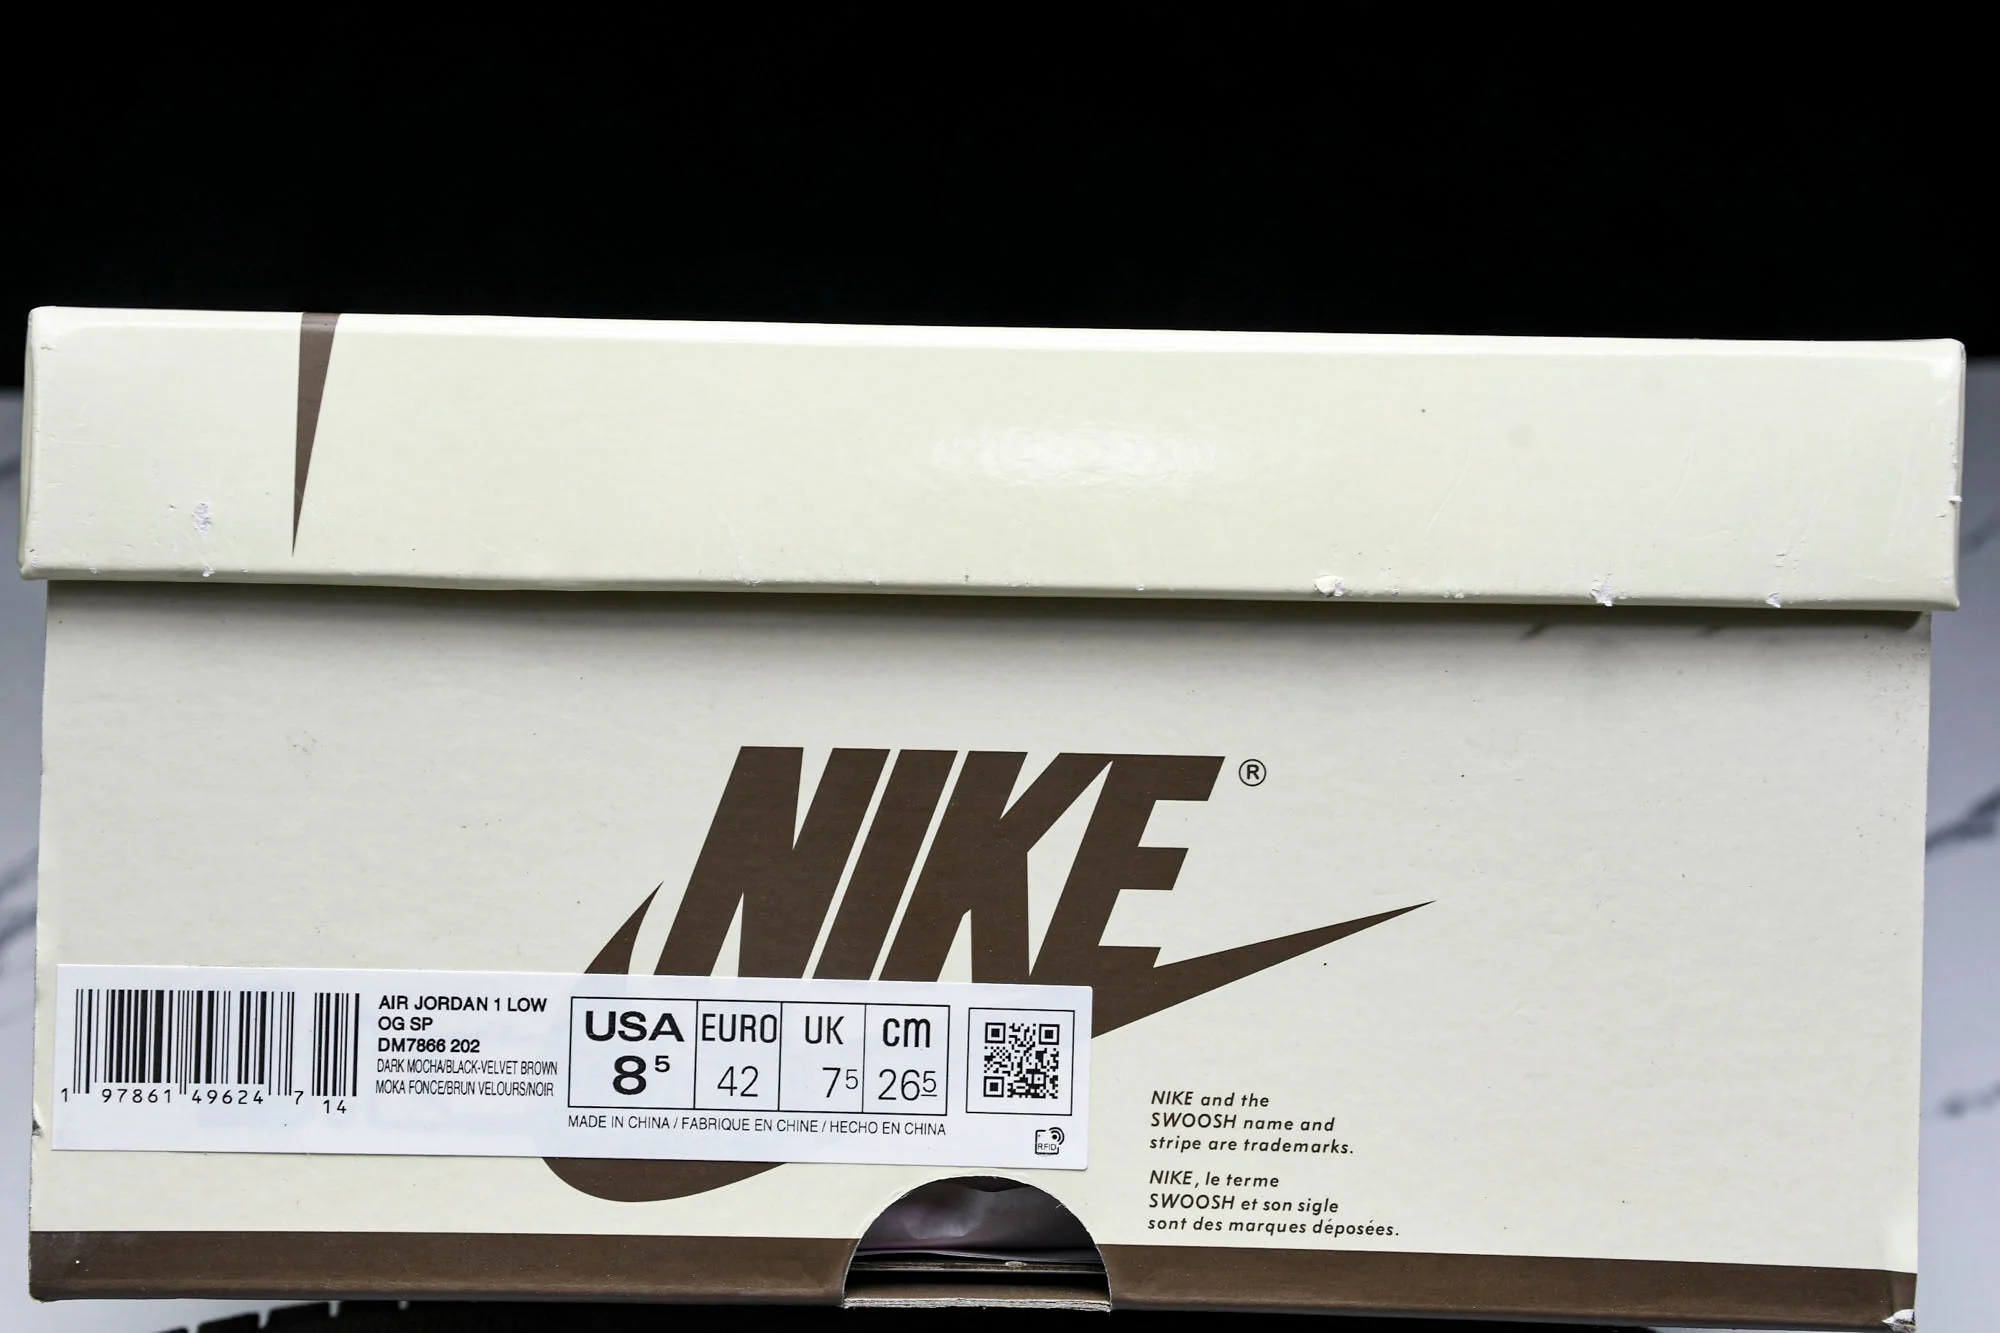 NIKE®
AIR JORDAN 1 LOW
OG SP
DM7866 202
DARK MOCHA/BLACK-VELVET BROWN
MOKA FONCE/BRUN VELOURS/NOIR
1 97861 49624 7 14
USA EURO UK cm
8⁵ 42 7⁵ 26⁵
MADE IN CHINA / FABRIQUE EN CHINE / HECHO EN CHINA
RFID
NIKE and the
SWOOSH name and
stripe are trademarks.
NIKE, le terme
SWOOSH et son sigle
sont des marques déposées.